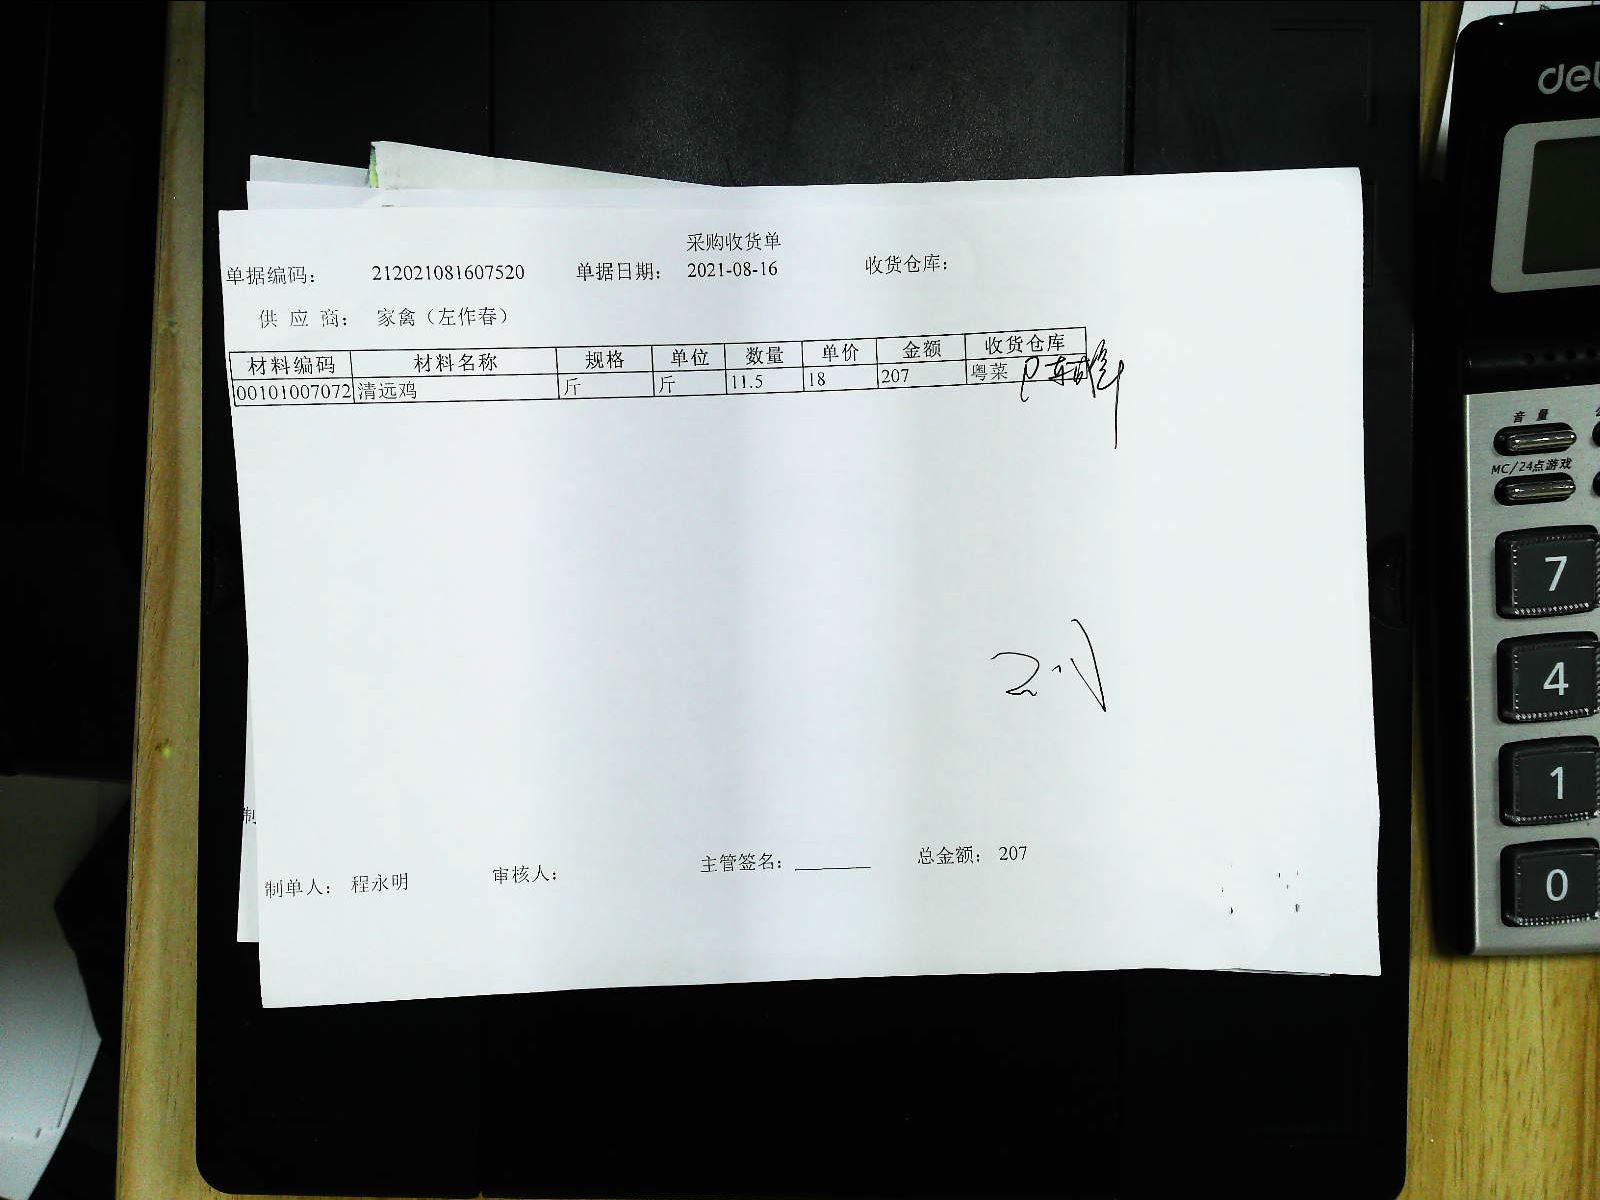 采购收货单
单据编码： 212021081607520 单据日期： 2021-08-16 收货仓库：
供 应 商： 家禽（左作春）
材料编码 材料名称 规格 单位 数量 单价 金额 收货仓库
00101007072 清远鸡 斤 斤 11.5 18 207 粤菜
制
制单人： 程永明 审核人： 主管签名： 总金额： 207
del
音 量
MC/24点游戏
7
4
1
0